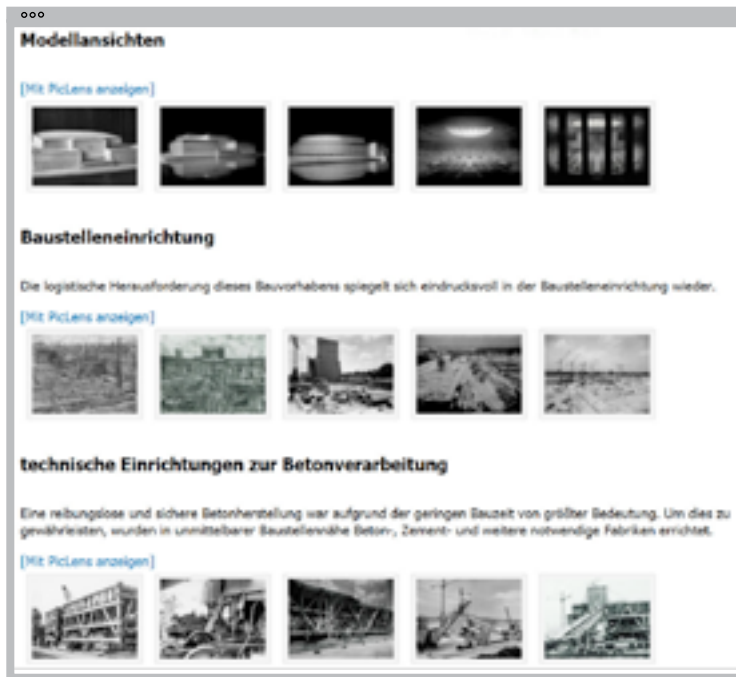 Modellansichten
[Mit PicLens anzeigen]
Baustelleneinrichtung
Die logistische Herausforderung dieses Bauvorhabens spiegelt sich eindrucksvoll in der Baustelleneinrichtung wieder.
[Mit PicLens anzeigen]
technische Einrichtungen zur Betonverarbeitung
Eine reibungslose und sichere Betonherstellung war aufgrund der geringen Bauzeit von größter Bedeutung. Um dies zu
gewährleisten, wurden in unmittelbarer Baustellennähe Beton-, Zement- und weitere notwendige Fabriken errichtet.
[Mit PicLens anzeigen]